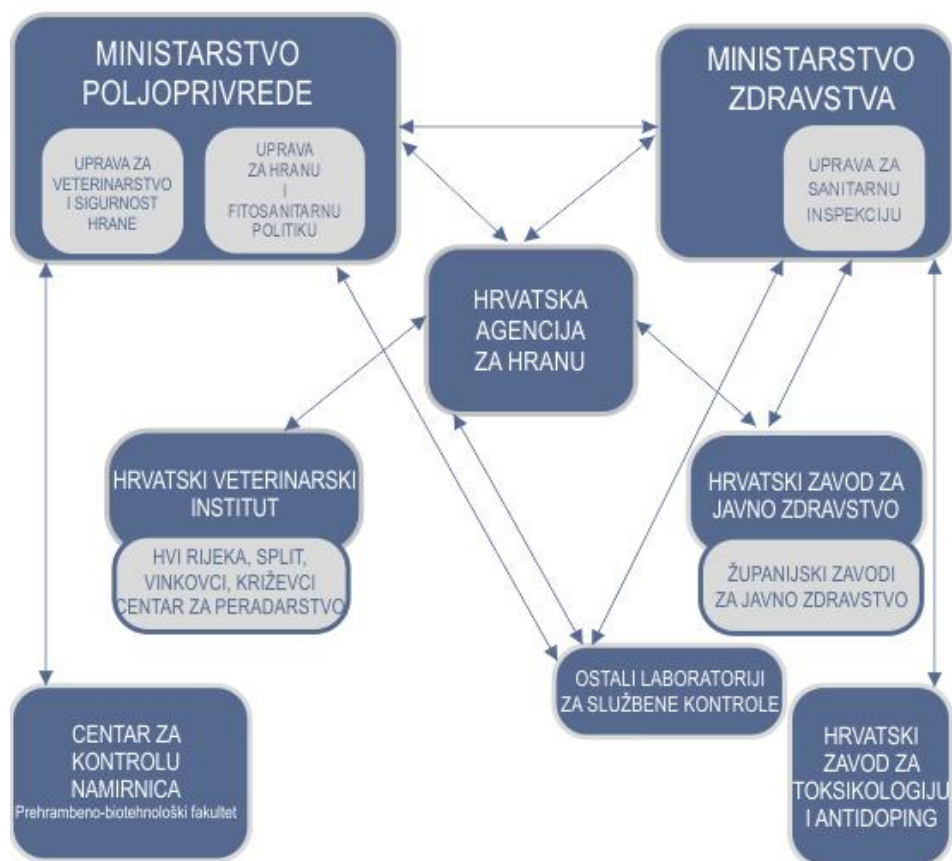 MINISTARSTVO
POLJOPRIVREDE
UPRAVA ZA
VETERINARSTVO
I SIGURNOST
HRANE
UPRAVA
ZA HRANU
I
FITOSANITARNU
POLITIKU
MINISTARSTVO
ZDRAVSTVA
UPRAVA ZA
SANITARNU
INSPEKCIJU
HRVATSKA
AGENCIJA
ZA HRANU
HRVATSKI VETERINARSKI
INSTITUT
HVI RIJEKA, SPLIT,
VINKOVCI, KRIŽEVCI
CENTAR ZA PERADARSTVO
HRVATSKI ZAVOD ZA
JAVNO ZDRAVSTVO
ŽUPANIJSKI ZAVODI
ZA JAVNO ZDRAVSTVO
OSTALI LABORATORIJI
ZA SLUŽBENE KONTROLE
CENTAR ZA
KONTROLU
NAMIRNICA
Prehrambeno-biotehnološki fakultet
HRVATSKI
ZAVOD ZA
TOKSIKOLOGIJU
I ANTIDOPING